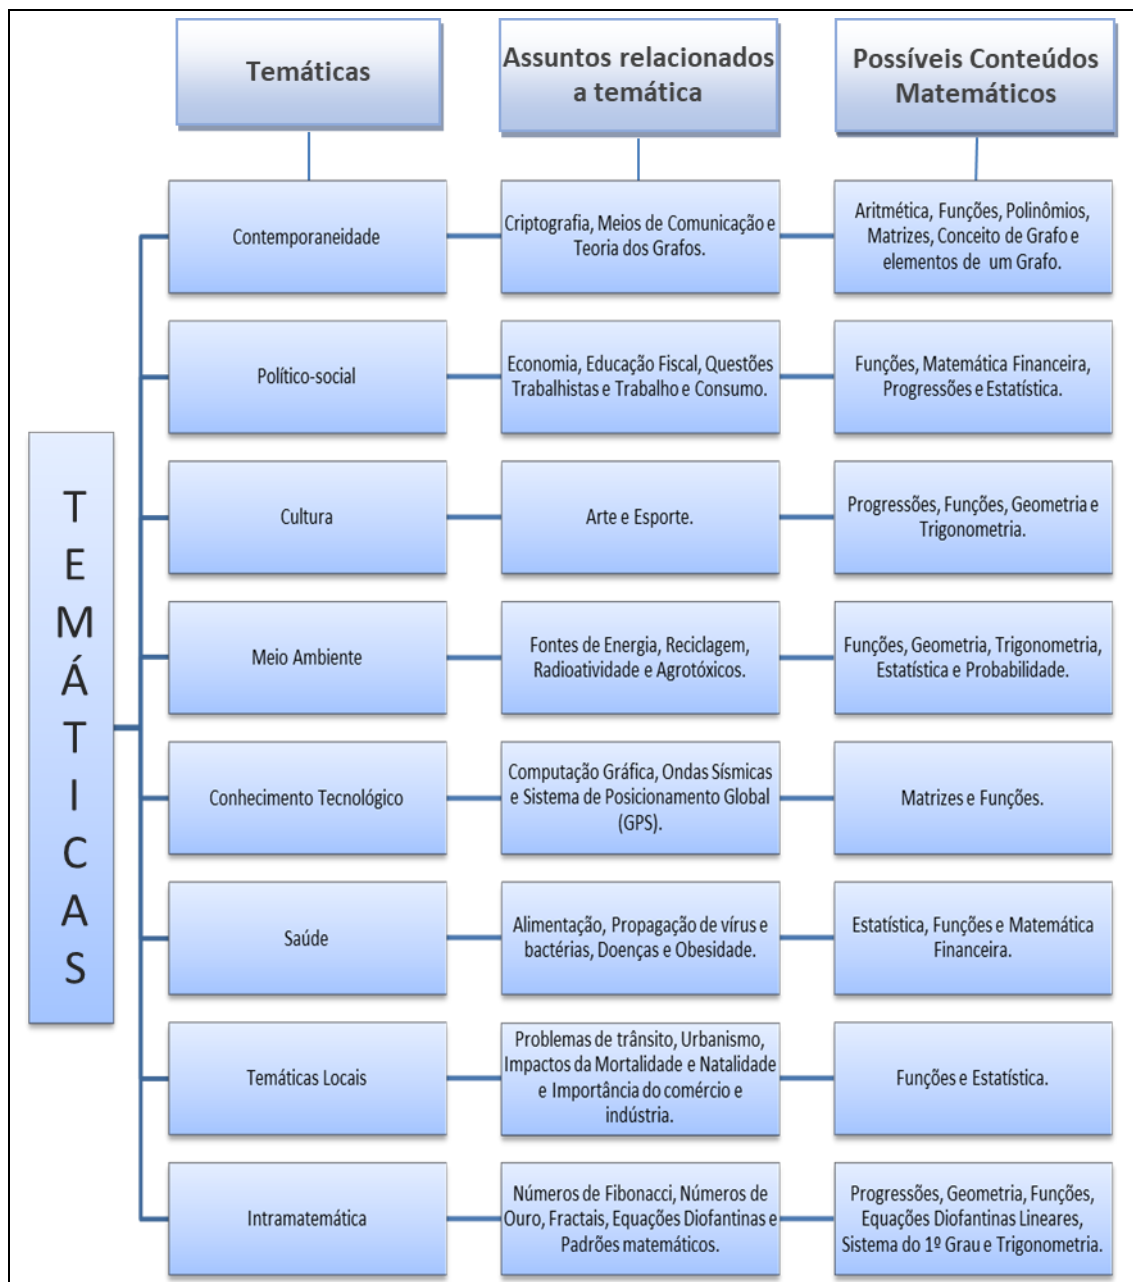 Temáticas
Assuntos relacionados
a temática
Possíveis Conteúdos
Matemáticos
TEMÁTICAS
Contemporaneidade
Criptografia, Meios de Comunicação e
Teoria dos Grafos.
Aritmética, Funções, Polinômios,
Matrizes, Conceito de Grafo e
elementos de um Grafo.
Político-social
Economia, Educação Fiscal, Questões
Trabalhistas e Trabalho e Consumo.
Funções, Matemática Financeira,
Progressões e Estatística.
Cultura
Arte e Esporte.
Progressões, Funções, Geometria e
Trigonometria.
Meio Ambiente
Fontes de Energia, Reciclagem,
Radioatividade e Agrotóxicos.
Funções, Geometria, Trigonometria,
Estatística e Probabilidade.
Conhecimento Tecnológico
Computação Gráfica, Ondas Sísmicas
e Sistema de Posicionamento Global
(GPS).
Matrizes e Funções.
Saúde
Alimentação, Propagação de vírus e
bactérias, Doenças e Obesidade.
Estatística, Funções e Matemática
Financeira.
Temáticas Locais
Problemas de trânsito, Urbanismo,
Impactos da Mortalidade e Natalidade
e Importância do comércio e
indústria.
Funções e Estatística.
Intramatemática
Números de Fibonacci, Números de
Ouro, Fractais, Equações Diofantinas e
Padrões matemáticos.
Progressões, Geometria, Funções,
Equações Diofantinas Lineares,
Sistema do 1º Grau e Trigonometria.